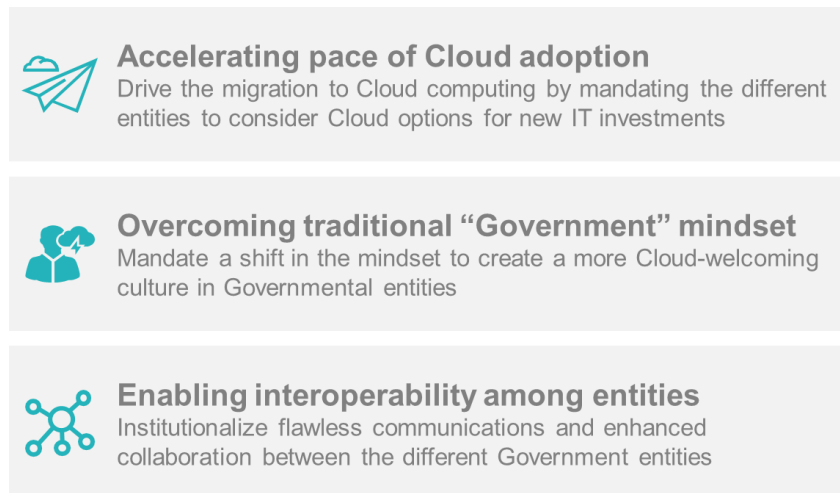 Accelerating pace of Cloud adoption
Drive the migration to Cloud computing by mandating the different
entities to consider Cloud options for new IT investments
Overcoming traditional “Government” mindset
Mandate a shift in the mindset to create a more Cloud-welcoming
culture in Governmental entities
Enabling interoperability among entities
Institutionalize flawless communications and enhanced
collaboration between the different Government entities